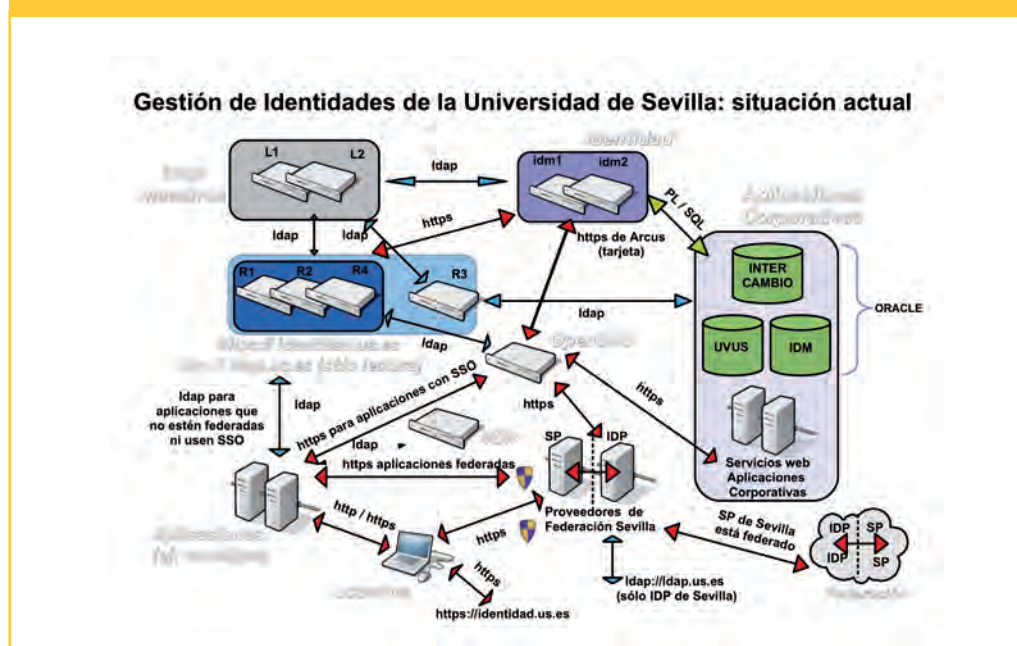 Gestión de Identidades de la Universidad de Sevilla: situación actual
Identidad
L1
L2
idm1
idm2
ldap
PL / SQL
https
ldap
ldap
https de Arcus
(tarjeta)
R1
R2
R4
R3
INTER
CAMBIO
ORACLE
ldap
UVUS
IDM
ldap
(sólo lectura)
ldap para
aplicaciones que
no estén federadas
ni usen SSO
ldap
https para aplicaciones con SSO
https
https
ldap
https aplicaciones federadas
SP
IDP
Servicios web
Aplicaciones
Corporativas
Proveedores de
Federación Sevilla
http / https
https
SP de Sevilla
está federado
IDP
SP
IDP
SP
https
ldap://ldap.us.es
(sólo IDP de Sevilla)
https://identidad.us.es